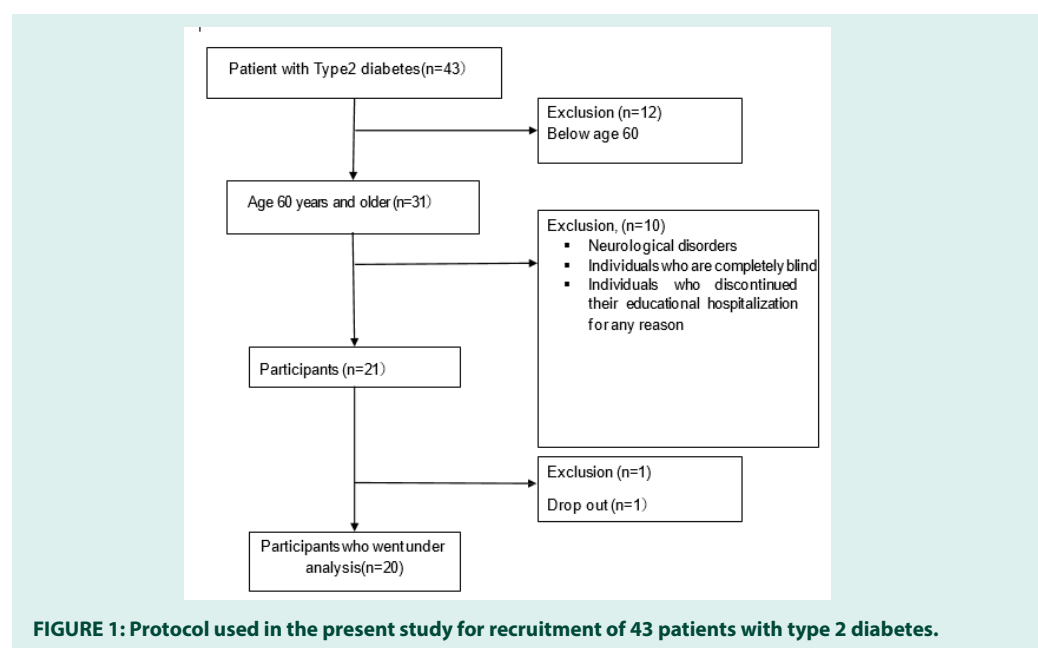 Patient with Type2 diabetes(n=43)
Exclusion (n=12)
Below age 60
Age 60 years and older(n=31)
Exclusion, (n=10)
▪ Neurological disorders
▪ Individuals who are completely blind
▪ Individuals who discontinued
their educational hospitalization
for any reason
Participants (n=21)
Exclusion (n=1)
Drop out(n=1)
Participants who went under
analysis(n=20)
FIGURE 1: Protocol used in the present study for recruitment of 43 patients with type 2 diabetes.